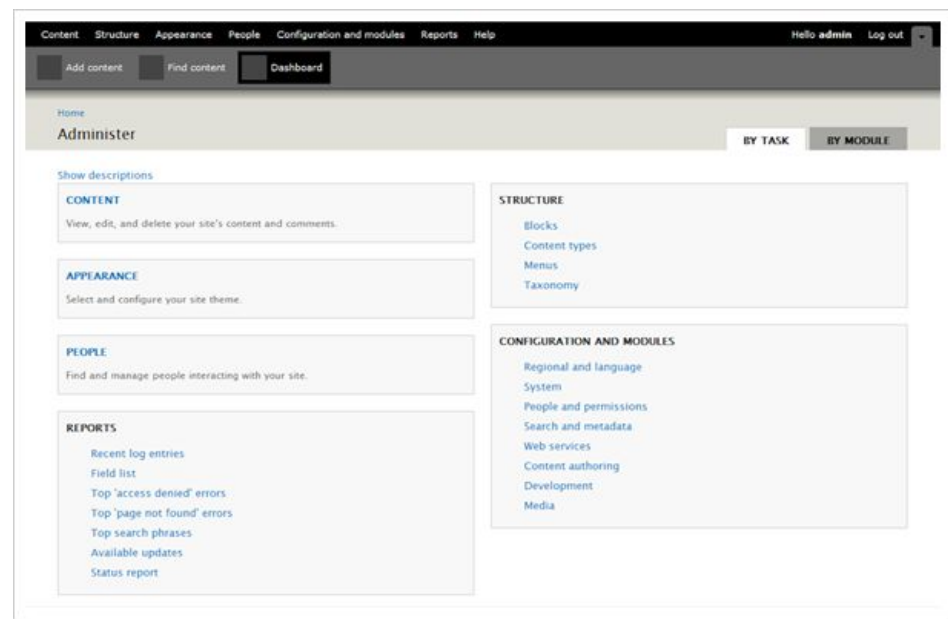 Content Structure Appearance People Configuration and modules Reports Help Hello admin Log out
Add content Find content Dashboard
Home
Administer
BY TASK BY MODULE
Show descriptions
CONTENT
View, edit, and delete your site's content and comments.
APPEARANCE
Select and configure your site theme.
PEOPLE
Find and manage people interacting with your site.
REPORTS
Recent log entries
Field list
Top 'access denied' errors
Top 'page not found' errors
Top search phrases
Available updates
Status report
STRUCTURE
Blocks
Content types
Menus
Taxonomy
CONFIGURATION AND MODULES
Regional and language
System
People and permissions
Search and metadata
Web services
Content authoring
Development
Media